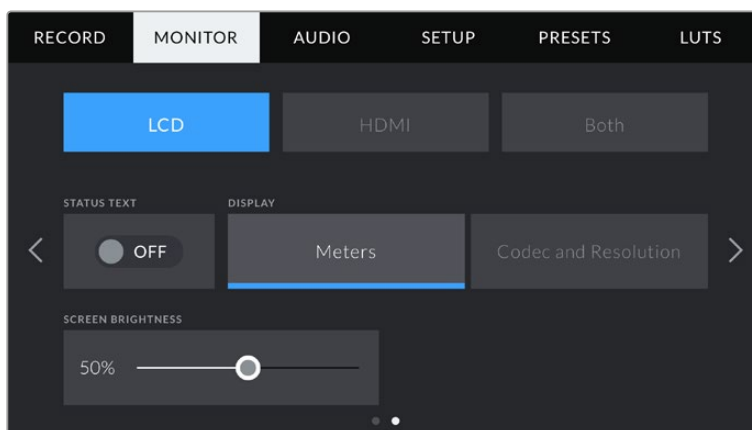 RECORD MONITOR AUDIO SETUP PRESETS LUTS
LCD HDMI Both
STATUS TEXT DISPLAY
OFF Meters Codec and Resolution
SCREEN BRIGHTNESS
50%